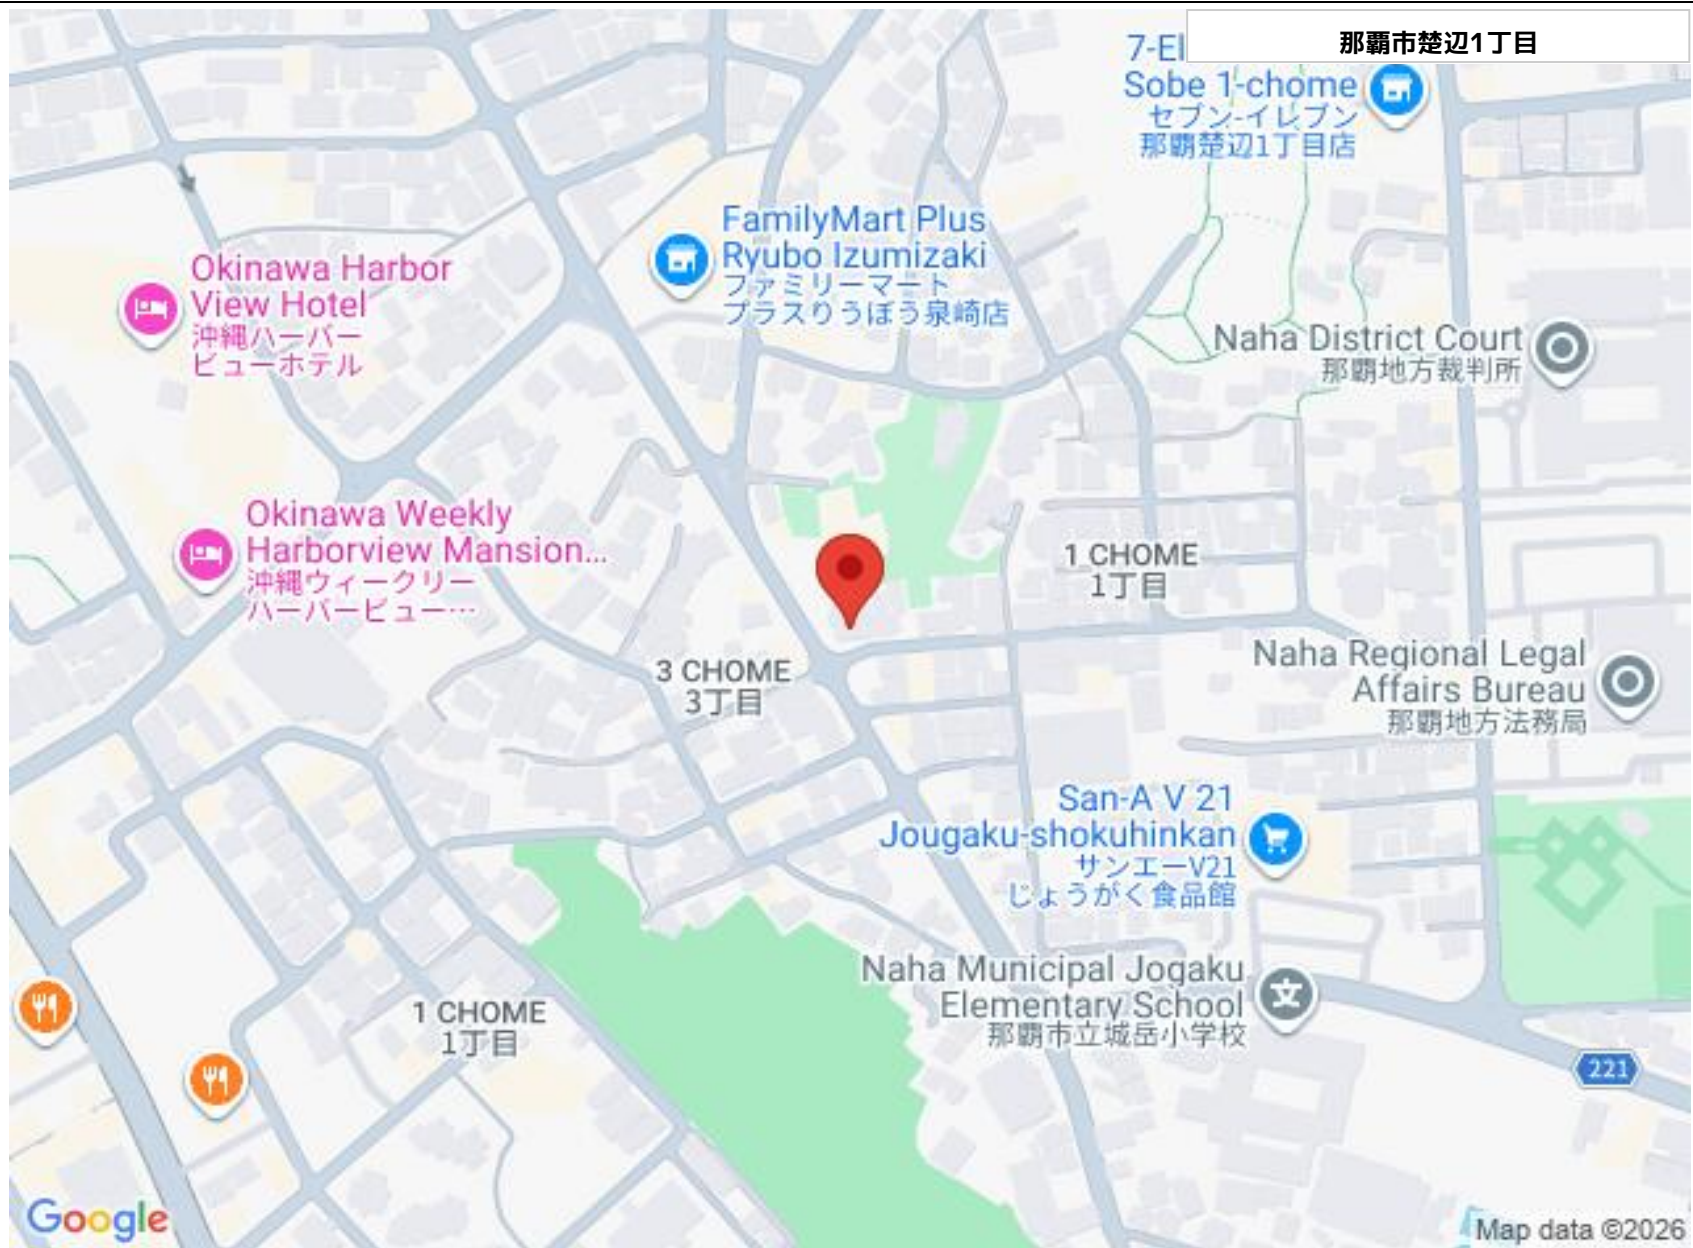 那覇市楚辺1丁目
7-El
Sobe 1-chome
セブン-イレブン
那覇楚辺1丁目店
FamilyMart Plus
Ryubo Izumizaki
ファミリーマート
プラスりうぼう泉崎店
Okinawa Harbor
View Hotel
沖縄ハーバー
ビューホテル
Naha District Court
那覇地方裁判所
Okinawa Weekly
Harborview Mansion...
沖縄ウィークリー
ハーバービュー…
1 CHOME
1丁目
3 CHOME
3丁目
Naha Regional Legal
Affairs Bureau
那覇地方法務局
San-A V 21
Jougaku-shokuhinkan
サンエーV21
じょうがく食品館
Naha Municipal Jogaku
Elementary School
那覇市立城岳小学校
文
1 CHOME
1丁目
221
Google
Map data ©2026